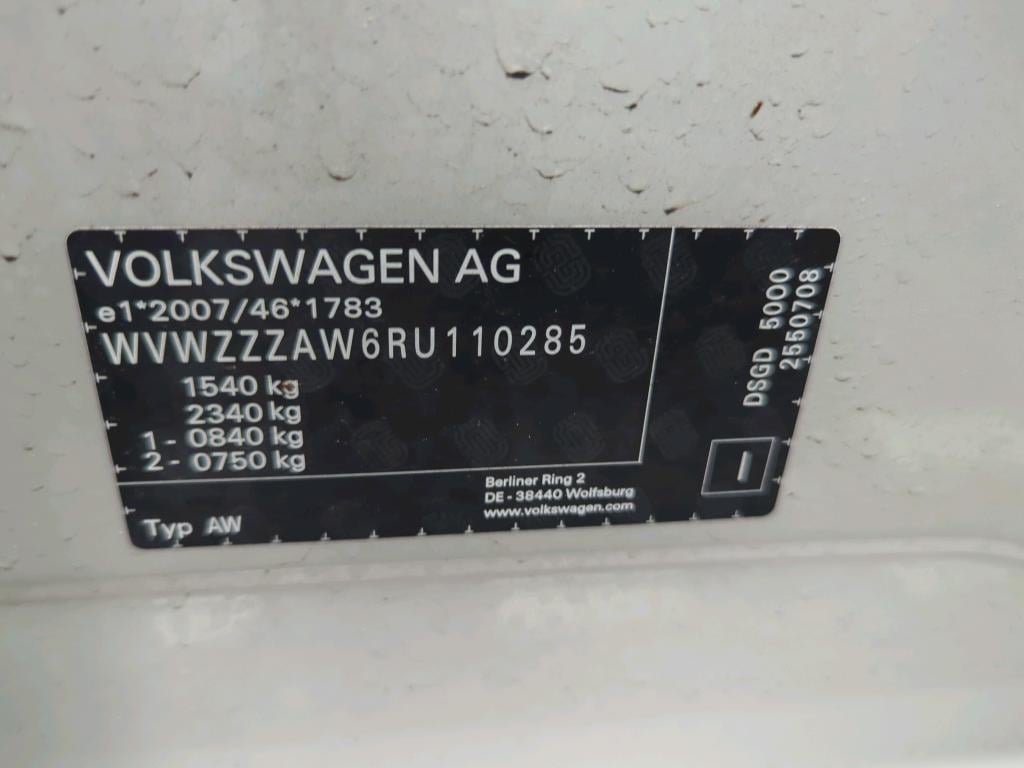 VOLKSWAGEN AG
e1*2007/46*1783
WVWZZZAW6RU110285
1540 kg
2340 kg
1 - 0840 kg
2 - 0750 kg
Typ AW
Berliner Ring 2
DE - 38440 Wolfsburg
www.volkswagen.com
DSGD 5000
2550708